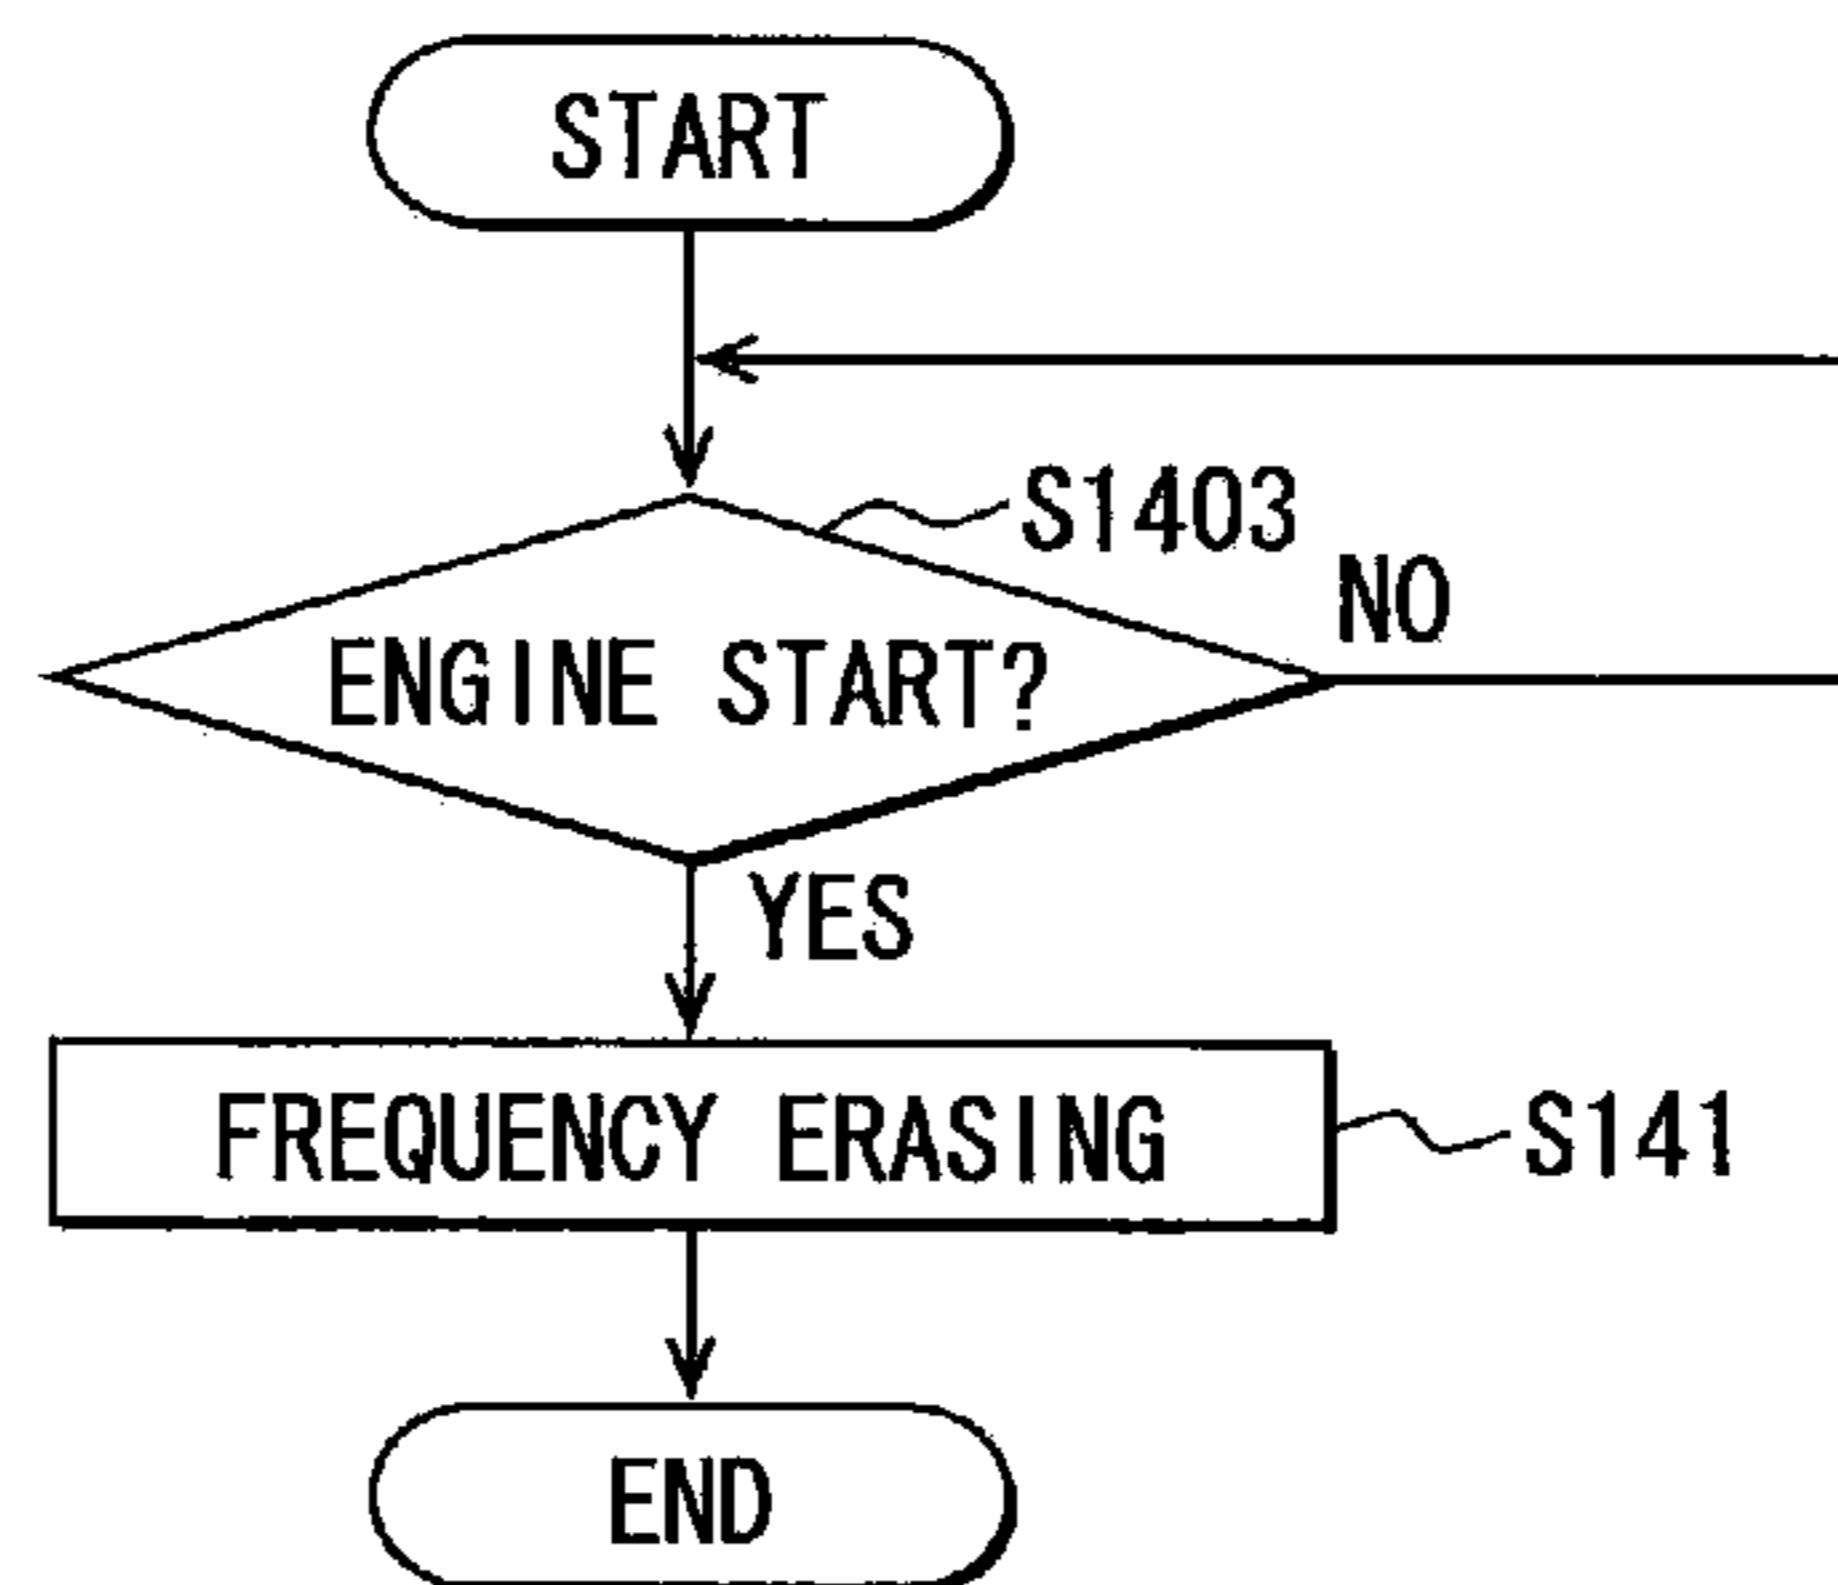 START
S1403
NO
ENGINE START?
YES
FREQUENCY ERASING
S141
END